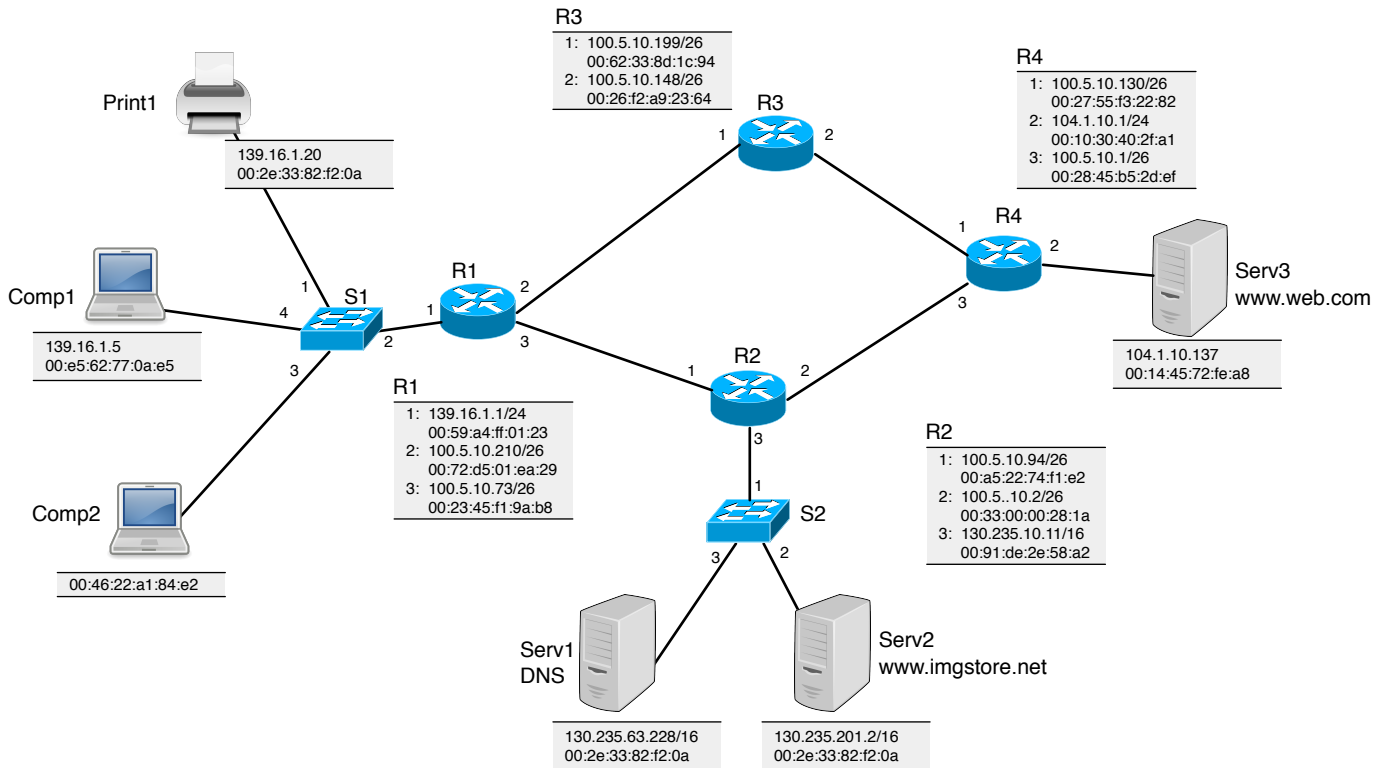 R3
1: 100.5.10.199/26
00:62:33:8d:1c:94
2: 100.5.10.148/26
00:26:f2:a9:23:64
R4
1: 100.5.10.130/26
00:27:55:f3:22:82
2: 104.1.10.1/24
00:10:30:40:2f:a1
3: 100.5.10.1/26
00:28:45:b5:2d:ef
Print1
139.16.1.20
00:2e:33:82:f2:0a
R3
1
2
R4
1
2
3
Serv3
www.web.com
104.1.10.137
00:14:45:72:fe:a8
Comp1
139.16.1.5
00:e5:62:77:0a:e5
S1
1
4
2
3
R1
1
2
3
R1
1: 139.16.1.1/24
00:59:a4:ff:01:23
2: 100.5.10.210/26
00:72:d5:01:ea:29
3: 100.5.10.73/26
00:23:45:f1:9a:b8
R2
1
2
3
R2
1: 100.5.10.94/26
00:a5:22:74:f1:e2
2: 100.5..10.2/26
00:33:00:00:28:1a
3: 130.235.10.11/16
00:91:de:2e:58:a2
Comp2
00:46:22:a1:84:e2
1
S2
3
2
Serv1
DNS
130.235.63.228/16
00:2e:33:82:f2:0a
Serv2
www.imgstore.net
130.235.201.2/16
00:2e:33:82:f2:0a